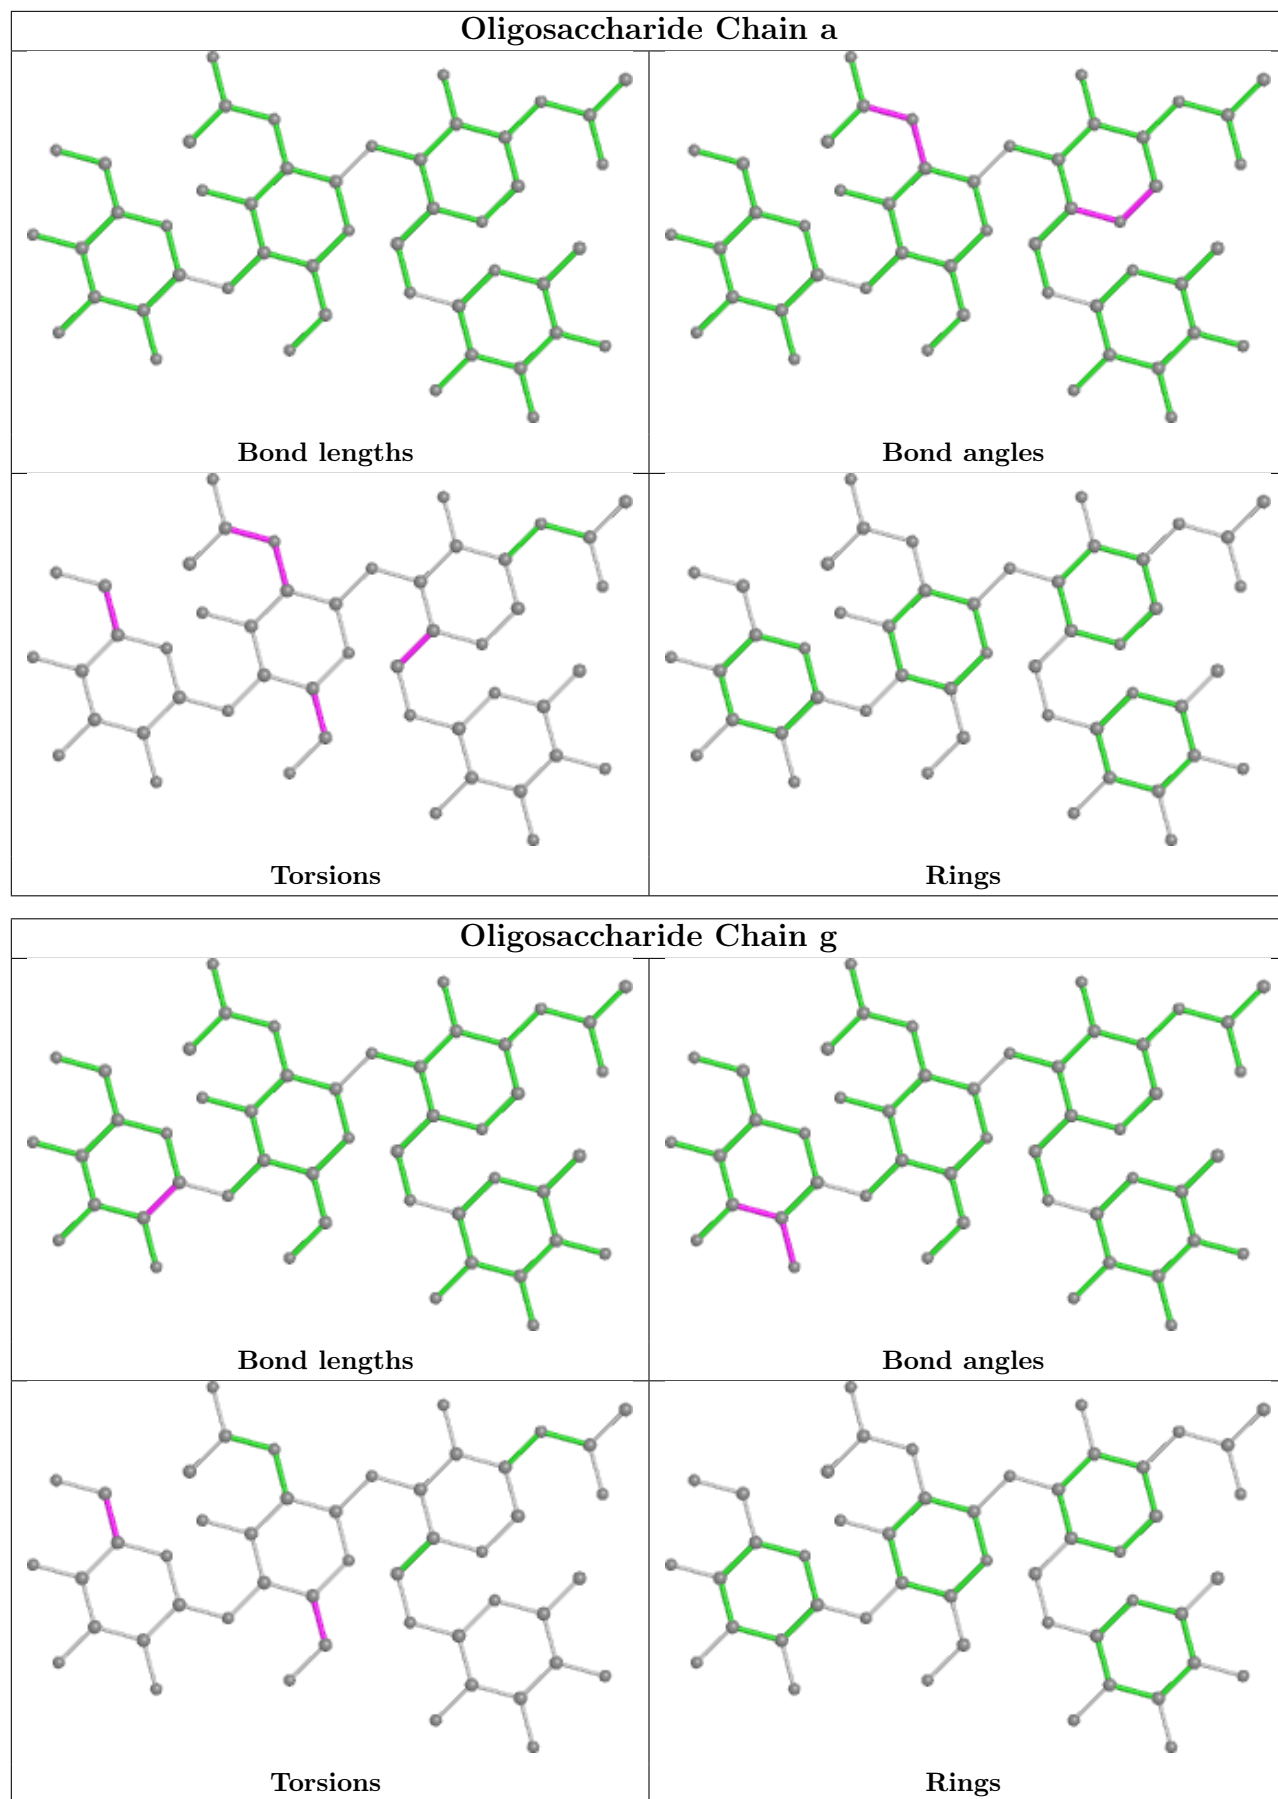 Oligosaccharide Chain a
Bond lengths
Bond angles
Torsions
Rings
Oligosaccharide Chain g
Bond lengths
Bond angles
Torsions
Rings